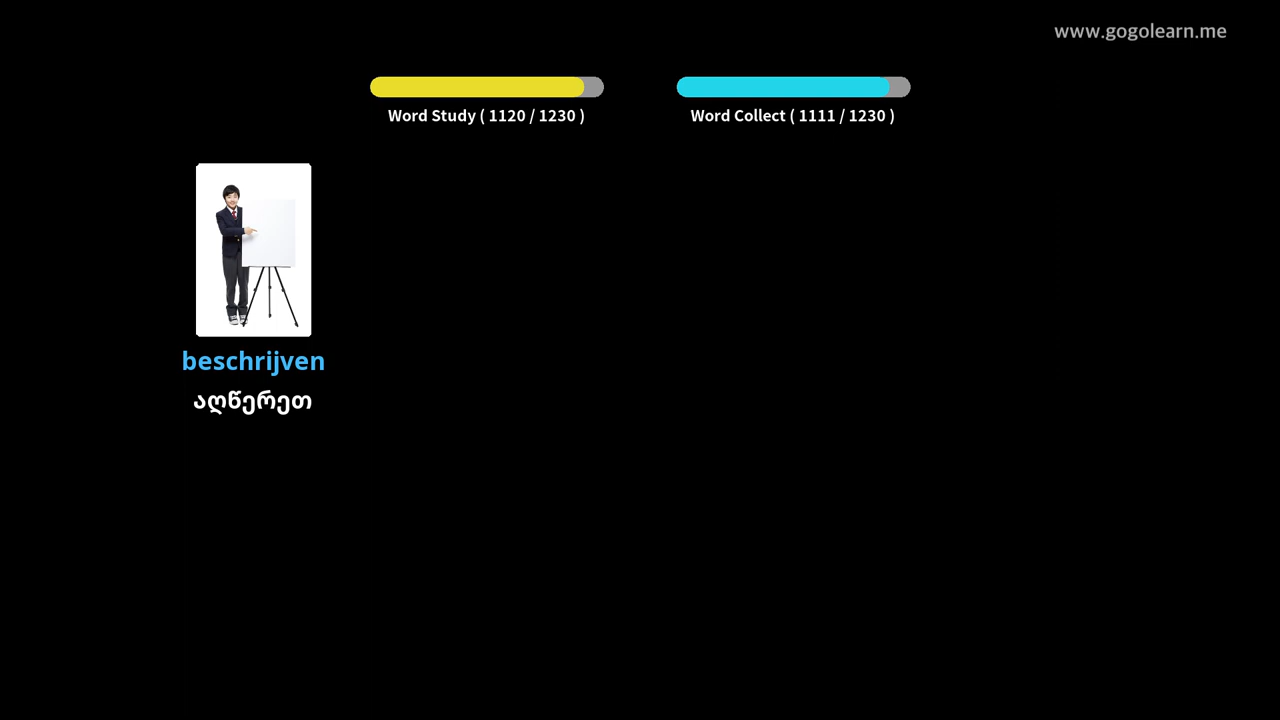 www.gogolearn.me
Word Study ( 1120 / 1230 )
Word Collect ( 1111 / 1230 )
beschrijven
აღწერეთ